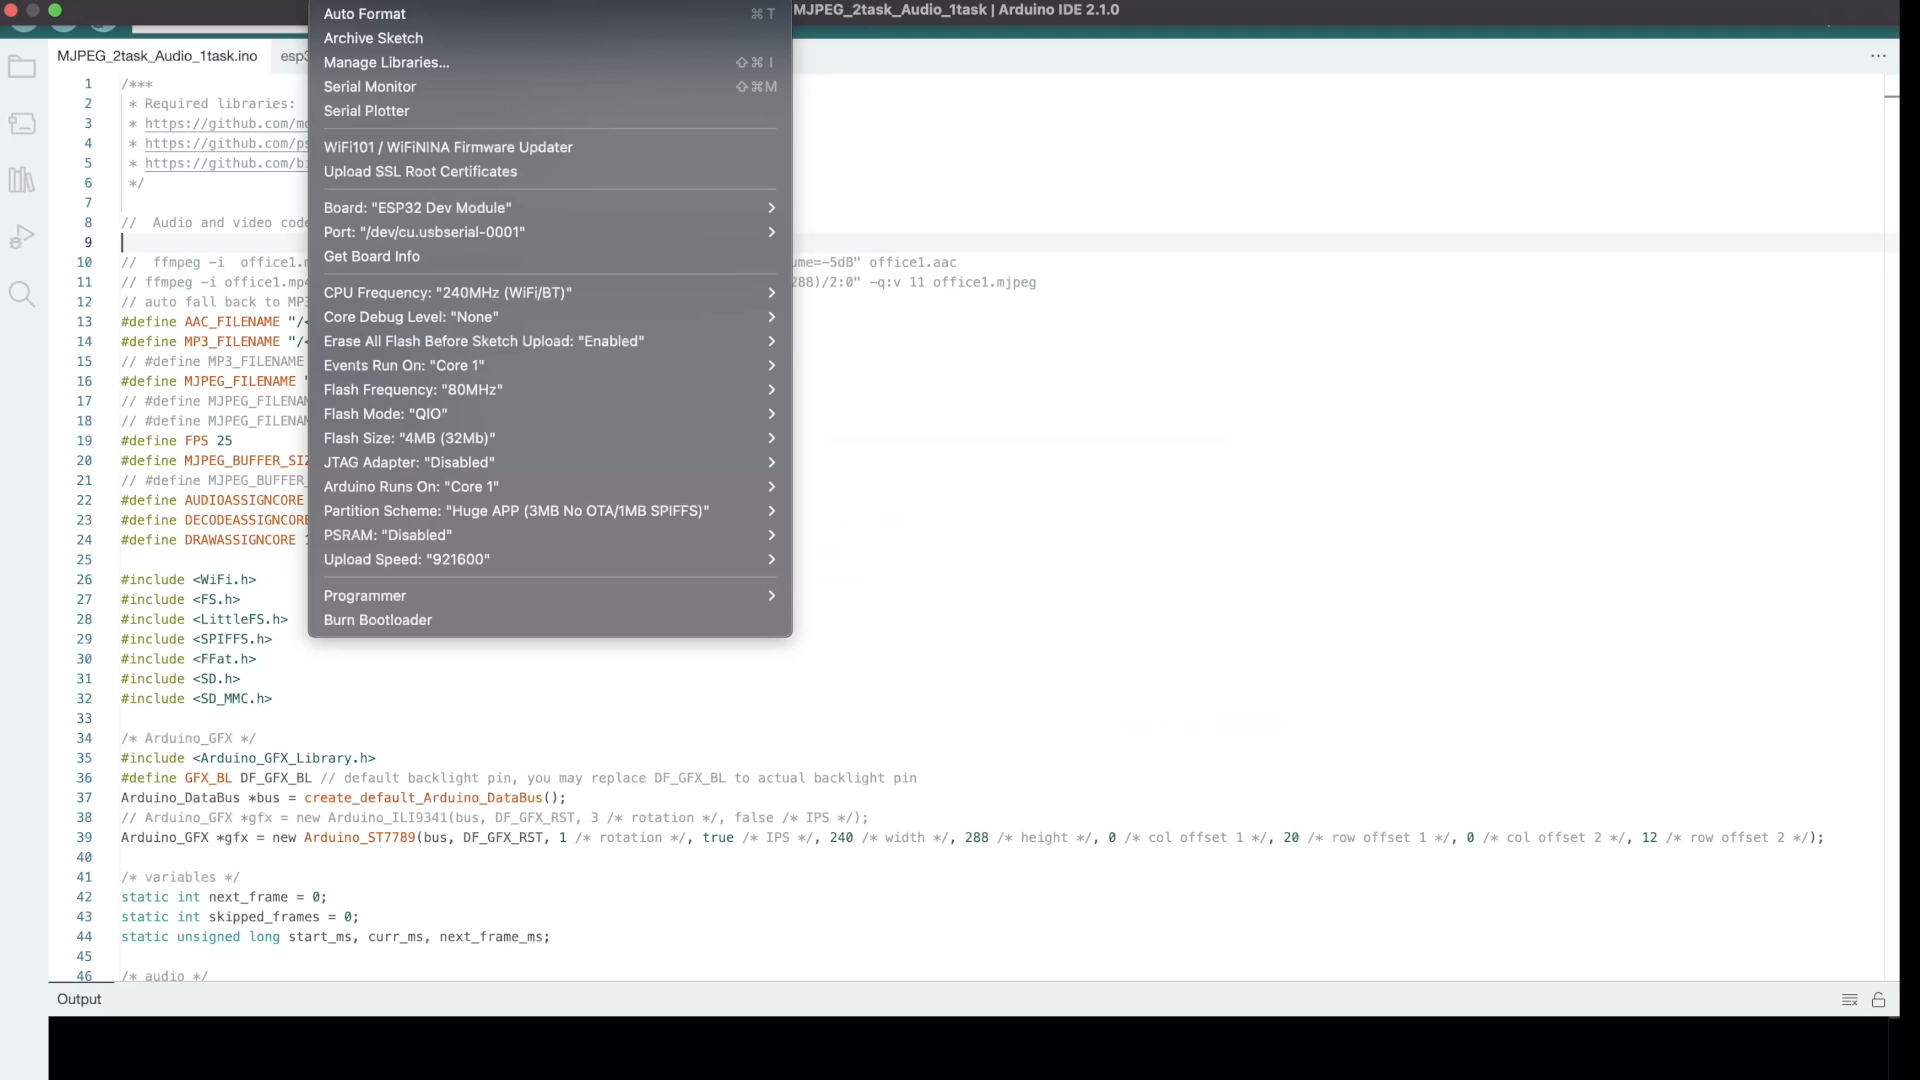 MJPEG_2task_Audio_1task | Arduino IDE 2.1.0
MJPEG_2task_Audio_1task.ino
Auto Format ⌘ T
Archive Sketch
Manage Libraries... ⇧⌘ I
Serial Monitor ⇧⌘M
Serial Plotter
WiFi101 / WiFiNINA Firmware Updater
Upload SSL Root Certificates
Board: "ESP32 Dev Module"
Port: "/dev/cu.usbserial-0001"
Get Board Info
CPU Frequency: "240MHz (WiFi/BT)"
Core Debug Level: "None"
Erase All Flash Before Sketch Upload: "Enabled"
Events Run On: "Core 1"
Flash Frequency: "80MHz"
Flash Mode: "QIO"
Flash Size: "4MB (32Mb)"
JTAG Adapter: "Disabled"
Arduino Runs On: "Core 1"
Partition Scheme: "Huge APP (3MB No OTA/1MB SPIFFS)"
PSRAM: "Disabled"
Upload Speed: "921600"
Programmer
Burn Bootloader
1 /***
2 * Required libraries:
3 * https://github.com/
4 * https://github.com/
5 * https://github.com/
6 */
7
8 // Audio and video
9
10 // ffmpeg -i office1. =-5dB" office1.aac
11 // ffmpeg -i office1.mp4 288)/2:0" -q:v 11 office1.mjpeg
12 // auto fall back to MP3
13 #define AAC_FILENAME "/
14 #define MP3_FILENAME "/
15 // #define MP3_FILENAME
16 #define MJPEG_FILENAME "
17 // #define
18 // #define
19 #define FPS 25
20 #define
21 // #define MJPEG_BUFFER_
22 #define AUDIOASSIGNCORE
23 #define DECODEASSIGNCORE
24 #define DRAWASSIGNCORE 1
25
26 #include <WiFi.h>
27 #include <FS.h>
28 #include <LittleFS.h>
29 #include <SPIFFS.h>
30 #include <FFat.h>
31 #include <SD.h>
32 #include <SD_MMC.h>
33
34 /* Arduino_GFX */
35 #include <Arduino_GFX_Library.h>
36 #define GFX_BL DF_GFX_BL // default backlight pin, you may replace DF_GFX_BL to actual backlight pin
37 Arduino_DataBus *bus = create_default_Arduino_DataBus();
38 // Arduino_GFX *gfx = new Arduino_ILI9341(bus, DF_GFX_RST, 3 /* rotation */, false /* IPS */);
39 Arduino_GFX *gfx = new Arduino_ST7789(bus, DF_GFX_RST, 1 /* rotation */, true /* IPS */, 240 /* width */, 288 /* height */, 0 /* col offset 1 */, 20 /* row offset 1 */, 0 /* col offset 2 */, 12 /* row offset 2 */);
40
41 /* variables */
42 static int next_frame = 0;
43 static int skipped_frames = 0;
44 static unsigned long start_ms, curr_ms, next_frame_ms;
45
46 /* audio */
Output